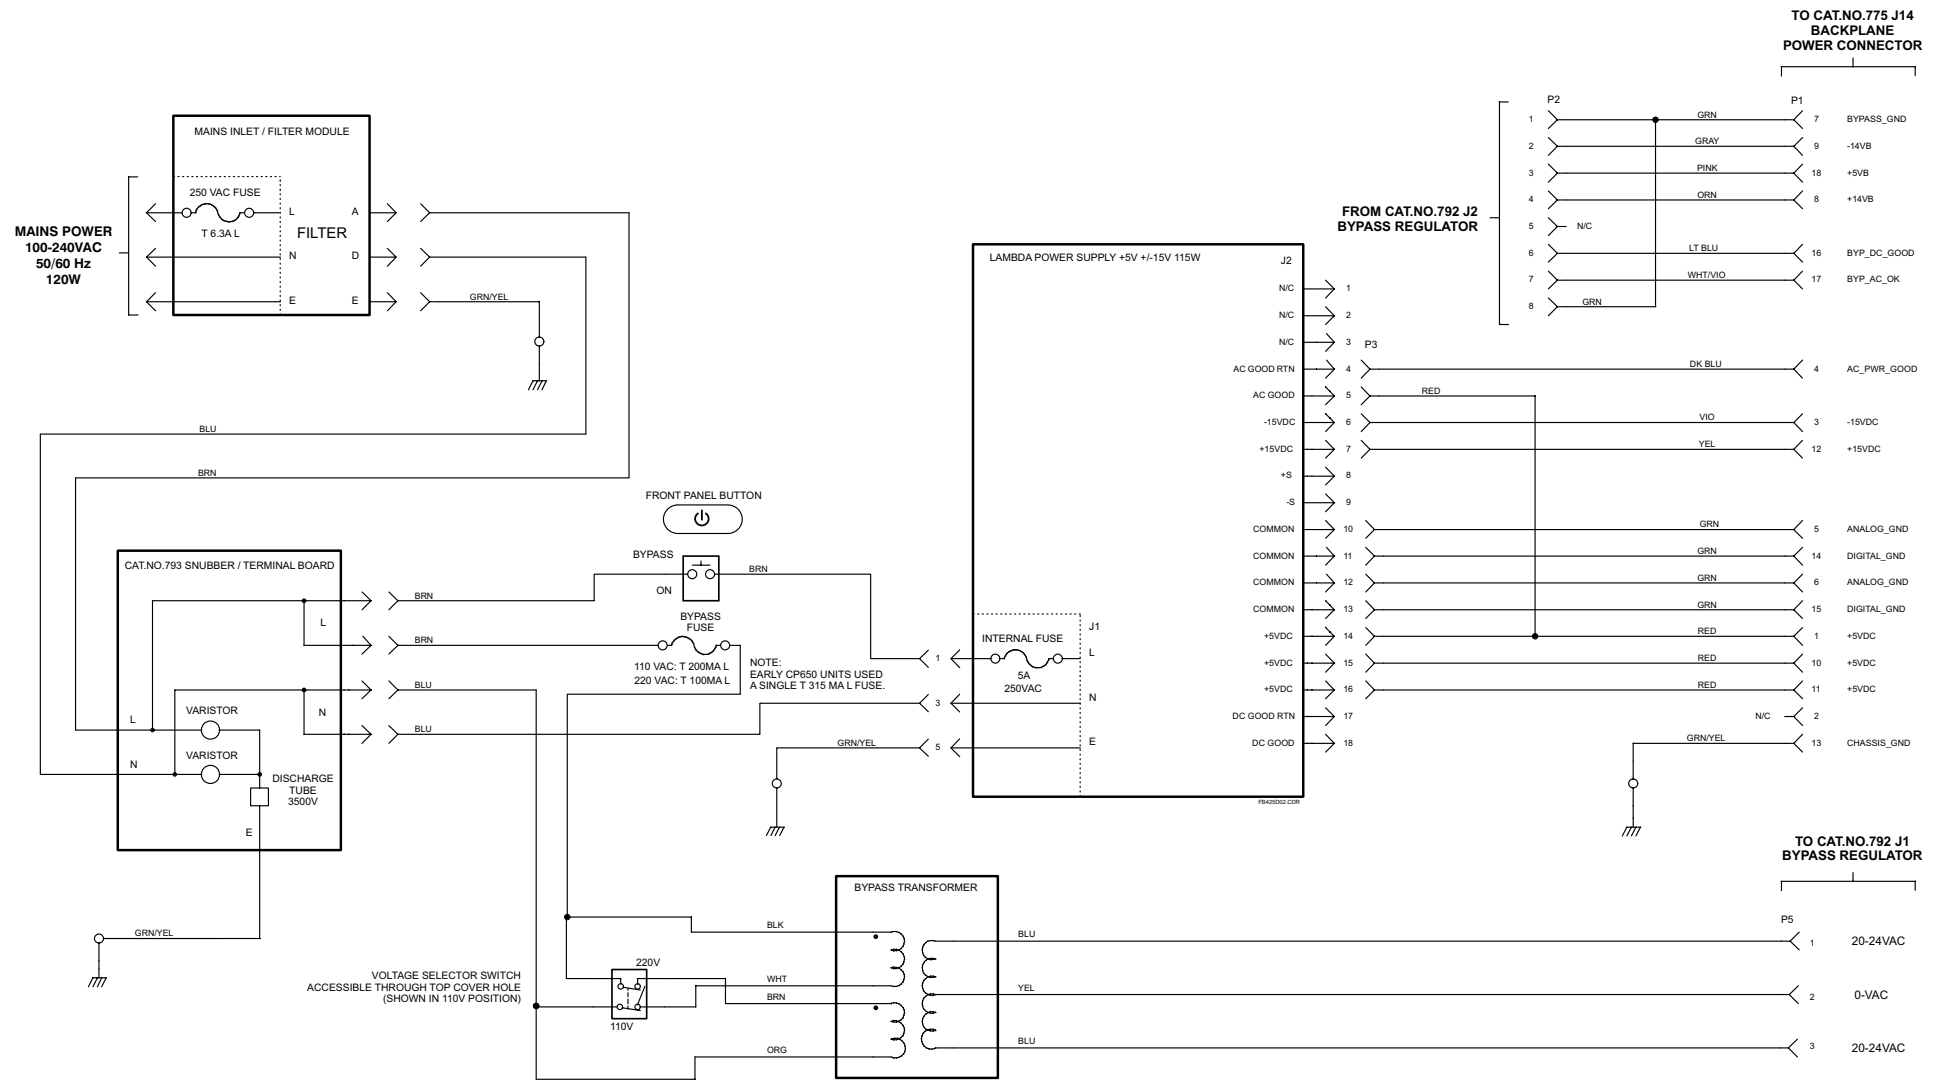 TO CAT.NO.775 J14
BACKPLANE
POWER CONNECTOR
P2
P1
1 GRN 7 BYPASS_GND
2 GRAY 9 -14VB
3 PINK 18 +5VB
4 ORN 8 +14VB
5 N/C
6 LT BLU 16 BYP_DC_GOOD
7 WHT/VIO 17 BYP_AC_OK
8 GRN
FROM CAT.NO.792 J2
BYPASS REGULATOR
MAINS INLET / FILTER MODULE
250 VAC FUSE
T 6.3A L
L A
FILTER
N D
E E
GRN/YEL
MAINS POWER
100-240VAC
50/60 Hz
120W
BLU
BRN
LAMBDA POWER SUPPLY +5V +/-15V 115W
J2
N/C 1
N/C 2
N/C 3
P3
AC GOOD RTN 4 DK BLU 4 AC_PWR_GOOD
AC GOOD 5 RED
-15VDC 6 VIO 3 -15VDC
+15VDC 7 YEL 12 +15VDC
+S 8
-S 9
COMMON 10 GRN 5 ANALOG_GND
COMMON 11 GRN 14 DIGITAL_GND
COMMON 12 GRN 6 ANALOG_GND
COMMON 13 GRN 15 DIGITAL_GND
+5VDC 14 RED 1 +5VDC
+5VDC 15 RED 10 +5VDC
+5VDC 16 RED 11 +5VDC
DC GOOD RTN 17
N/C 2
DC GOOD 18
GRN/YEL 13 CHASSIS_GND
FB425D02.CDR
FRONT PANEL BUTTON
BYPASS
ON
BRN
CAT.NO.793 SNUBBER / TERMINAL BOARD
L
BRN
BRN
BLU
BLU
N
L
VARISTOR
VARISTOR
N
DISCHARGE
TUBE
3500V
E
GRN/YEL
BYPASS
FUSE
110 VAC: T 200MA L
220 VAC: T 100MA L
NOTE:
EARLY CP650 UNITS USED
A SINGLE T 315 MA L FUSE.
J1
INTERNAL FUSE
5A
250VAC
1 L
3 N
GRN/YEL 5 E
TO CAT.NO.792 J1
BYPASS REGULATOR
BYPASS TRANSFORMER
BLK
WHT
BRN
ORG
VOLTAGE SELECTOR SWITCH
ACCESSIBLE THROUGH TOP COVER HOLE
(SHOWN IN 110V POSITION)
220V
110V
P5
BLU 1 20-24VAC
YEL 2 0-VAC
BLU 3 20-24VAC